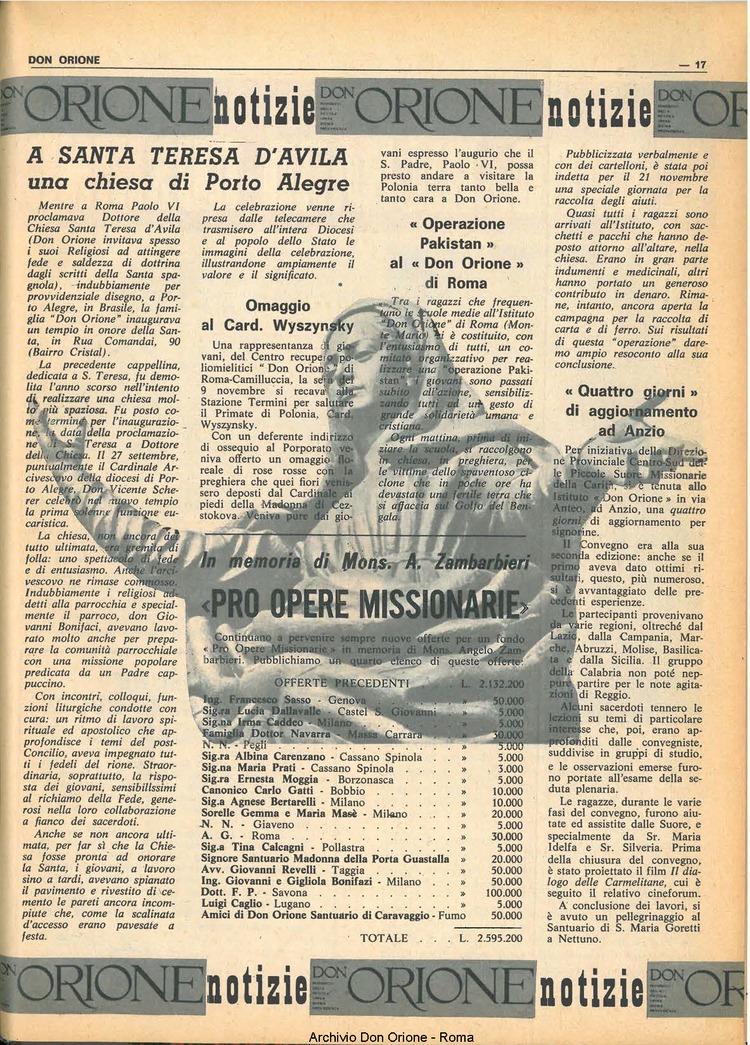 DON ORIONE
— 17
DON ORIONE notizie DON ORIONE notizie DON OR
A SANTA TERESA D'AVILA
una chiesa di Porto Alegre
Mentre a Roma Paolo VI
proclamava Dottore della
Chiesa Santa Teresa d'Avila
(Don Orione invitava spesso
i suoi Religiosi ad attingere
fede e saldezza di dottrina
dagli scritti della Santa spa-
gnola), indubbiamente per
provvidenziale disegno, a Por-
to Alegre, in Brasile, la fami-
glia "Don Orione" inaugurava
un tempio in onore della San-
ta, in Rua Comandai, 90
(Bairro Cristal).
La precedente cappellina,
dedicata a S. Teresa, fu demo-
lita l'anno scorso nell'intento
di realizzare una chiesa mol-
to più spaziosa. Fu posto co-
me termine per l'inaugurazio-
ne la data della proclamazio-
ne di S. Teresa a Dottore
della Chiesa. Il 27 settembre,
puntualmente il Cardinale Ar-
civescovo della diocesi di Por-
to Alegre, Don Vicente Sche-
rer celebrò nel nuovo tempio
la prima solenne funzione eu-
caristica.
La chiesa, non ancora del
tutto ultimata, era gremita di
folla: uno spettacolo di fede
e di entusiasmo. Anche l'arci-
vescovo ne rimase commosso.
Indubbiamente i religiosi ad-
detti alla parrocchia e special-
mente il parroco, don Gio-
vanni Bonifaci, avevano lavo-
rato molto anche per prepa-
rare la comunità parrocchiale
con una missione popolare
predicata da un Padre cap-
puccino.
Con incontri, colloqui, fun-
zioni liturgiche condotte con
cura: un ritmo di lavoro spi-
rituale ed apostolico che ap-
profondisce i temi del post-
Concilio, aveva impegnato tut-
ti i fedeli del rione. Straor-
dinaria, soprattutto, la rispo-
sta dei giovani, sensibilissimi
al richiamo della Fede, gene-
rosi nella loro collaborazione
a fianco dei sacerdoti.
Anche se non ancora ulti-
mata, per far sì che la Chie-
sa fosse pronta ad onorare
la Santa, i giovani, a lavoro
sino a tardi, avevano spianato
il pavimento e rivestito di ce-
mento le pareti ancora incom-
piute che, come la scalinata
d'accesso erano pavesate a
festa.
La celebrazione venne ri-
presa dalle telecamere che
trasmisero all'intera Diocesi
e al popolo dello Stato le
immagini della celebrazione,
illustrandone ampiamente il
valore e il significato.
Omaggio
al Card. Wyszynsky
Una rappresentanza di gio-
vani, del Centro recupero po-
liomielitici "Don Orione" di
Roma-Camilluccia, la sera del
9 novembre si recava alla
Stazione Termini per salutare
il Primate di Polonia, Card.
Wyszynsky.
Con un deferente indirizzo
di ossequio al Porporato ve-
niva offerto un omaggio flo-
reale di rose rosse con la
preghiera che quei fiori venis-
sero deposti dal Cardinale ai
piedi della Madonna di Cez-
stokova. Veniva pure dai gio-
vani espresso l'augurio che il
S. Padre, Paolo VI, possa
presto andare a visitare la
Polonia terra tanto bella e
tanto cara a Don Orione.
« Operazione
Pakistan »
al « Don Orione »
di Roma
Tra i ragazzi che frequen-
tano le scuole medie all'Istituto
"Don Orione" di Roma (Mon-
te Mario) si è costituito, con
l'entusiasmo di tutti, un co-
mitato organizzativo per rea-
lizzare una "operazione Paki-
stan". I giovani sono passati
subito all'azione, sensibiliz-
zando tutti ad un gesto di
grande solidarietà umana e
cristiana.
Ogni mattina, prima di ini-
ziare la scuola, si raccolgono
in chiesa, in preghiera, per
le vittime dello spaventoso ci-
clone che in poche ore ha
devastato una fertile terra che
si affaccia sul Golfo del Ben-
gala.
Pubblicizzata verbalmente e
con dei cartelloni, è stata poi
indetta per il 21 novembre
una speciale giornata per la
raccolta degli aiuti.
Quasi tutti i ragazzi sono
arrivati all'Istituto, con sac-
chetti e pacchi che hanno de-
posto attorno all'altare, nella
chiesa. Erano in gran parte
indumenti e medicinali, altri
hanno portato un generoso
contributo in denaro. Rima-
ne, intanto, ancora aperta la
campagna per la raccolta di
carta e di ferro. Sui risultati
di questa "operazione" dare-
mo ampio resoconto alla sua
conclusione.
« Quattro giorni »
di aggiornamento
ad Anzio
Per iniziativa della Direzio-
ne Provinciale Centro-Sud del-
le Piccole Suore Missionarie
della Carità, si è tenuta allo
Istituto « Don Orione » in via
Anteo, ad Anzio, una quattro
giorni di aggiornamento per
signorine.
Il Convegno era alla sua
seconda edizione: anche se il
primo aveva dato ottimi ri-
sultati, questo, più numeroso,
si è avvantaggiato delle pre-
cedenti esperienze.
Le partecipanti provenivano
da varie regioni, oltreché dal
Lazio, dalla Campania, Mar-
che, Abruzzi, Molise, Basilica-
ta e dalla Sicilia. Il gruppo
della Calabria non poté nep-
pure partire per le note agita-
zioni di Reggio.
Alcuni sacerdoti tennero le
lezioni su temi di particolare
interesse che, poi, erano ap-
profonditi dalle convegniste,
suddivise in gruppi di studio,
e le osservazioni emerse furo-
no portate all'esame della se-
duta plenaria.
Le ragazze, durante le varie
fasi del convegno, furono aiu-
tate ed assistite dalle Suore, e
specialmente da Sr. Maria
Idelfa e Sr. Silveria. Prima
della chiusura del convegno,
è stato proiettato il film Il dia-
logo delle Carmelitane, cui è
seguito il relativo cineforum.
A conclusione dei lavori, si
è avuto un pellegrinaggio al
Santuario di S. Maria Goretti
a Nettuno.
In memoria di Mons. A. Zambarbieri
«PRO OPERE MISSIONARIE»
Continuano a pervenire sempre nuove offerte per un fondo
« Pro Opere Missionarie » in memoria di Mons. Angelo Zam-
barbieri. Pubblichiamo un quarto elenco di queste offerte:
OFFERTE PRECEDENTI L. 2.132.200
Ing. Francesco Sasso - Genova » 50.000
Sig.ra Lucia Dallavalle - Castel S. Giovanni » 5.000
Sig.na Irma Caddeo - Milano » 5.000
Famiglia Dottor Navarra - Massa Carrara » 30.000
N. N. - Pegli » 5.000
Sig.ra Albina Carenzano - Cassano Spinola » 5.000
Sig.na Maria Prati - Cassano Spinola » 3.000
Sig.ra Ernesta Moggia - Borzonasca » 5.000
Canonico Carlo Gatti - Bobbio » 10.000
Sig.a Agnese Bertarelli - Milano » 10.000
Sorelle Gemma e Maria Masè - Milano » 20.000
N. N. - Giaveno » 5.000
A. G. - Roma » 30.000
Sig.a Tina Calcagni - Pollastra » 5.000
Signore Santuario Madonna della Porta Guastalla » 20.000
Avv. Giovanni Revelli - Taggia » 50.000
Ing. Giovanni e Gigliola Bonifazi - Milano » 50.000
Dott. F. P. - Savona » 100.000
Luigi Caglio - Lugano » 5.000
Amici di Don Orione Santuario di Caravaggio - Fumo 50.000
TOTALE . . . L. 2.595.200
DON ORIONE notizie DON ORIONE notizie DON OR
Archivio Don Orione - Roma